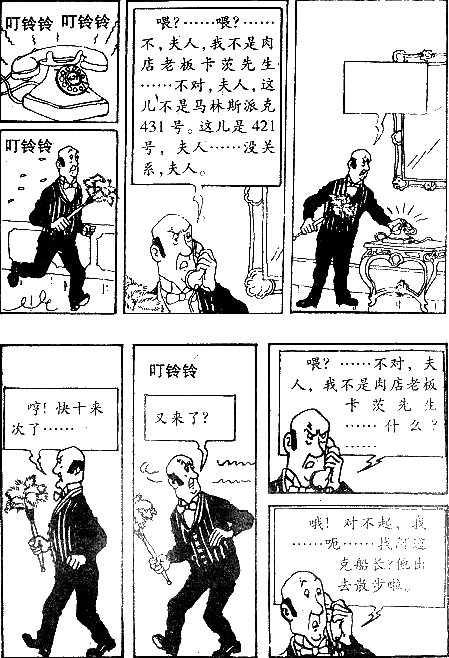 叮铃铃 叮铃铃
叮铃铃
喂?……喂?……
不,夫人,我不是肉
店老板卡茨先生
……不对,夫人,这
儿不是马林斯派克
431号。这儿是421
号,夫人……没关
系,夫人。
哼!快十来
次了……
叮铃铃
又来了?
喂?……不对,夫
人,我不是肉店老板
卡茨先生
……什么?
……
哦!对不起,我
……呃……找阿道
克船长?他出
去散步啦。